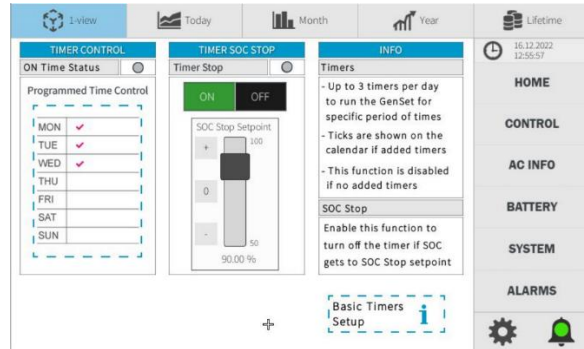 1-view
Today
Month
Year
Lifetime
TIMER CONTROL
ON Time Status
Programmed Time Control
MON
TUE
WED
THU
FRI
SAT
SUN
TIMER SOC STOP
Timer Stop
ON OFF
SOC Stop Setpoint
+
100
0
-
50
90.00 %
INFO
Timers
- Up to 3 timers per day
to run the GenSet for
specific period of times
- Ticks are shown on the
calendar if added timers
- This function is disabled
if no added timers
SOC Stop
Enable this function to
turn off the timer if SOC
gets to SOC Stop setpoint
Basic Timers
Setup
i
16.12.2022
12:55:57
HOME
CONTROL
AC INFO
BATTERY
SYSTEM
ALARMS